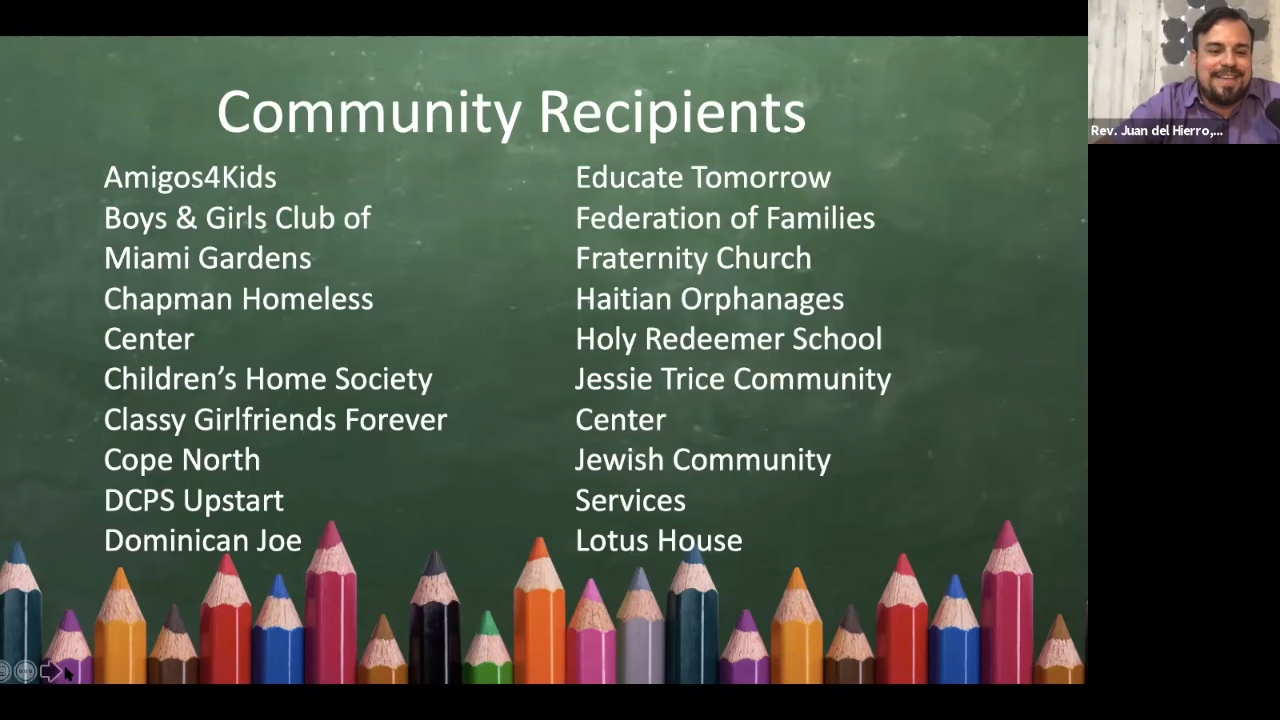 Community Recipients
Amigos4Kids
Boys & Girls Club of
Miami Gardens
Chapman Homeless
Center
Children’s Home Society
Classy Girlfriends Forever
Cope North
DCPS Upstart
Dominican Joe
Educate Tomorrow
Federation of Families
Fraternity Church
Haitian Orphanages
Holy Redeemer School
Jessie Trice Community
Center
Jewish Community
Services
Lotus House
Rev. Juan del Hierro,...